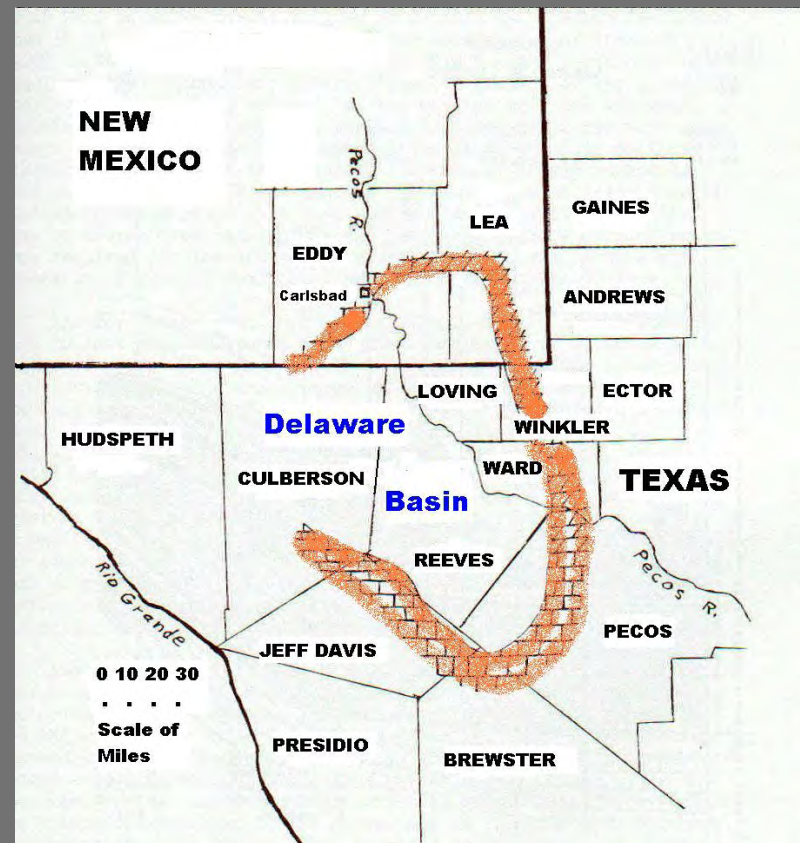 NEW
MEXICO
Pecos R.
LEA
GAINES
EDDY
Carlsbad
ANDREWS
LOVING
ECTOR
Delaware
WINKLER
HUDSPETH
WARD
CULBERSON
TEXAS
Basin
REEVES
Pecos R.
Rio Grande
PECOS
JEFF DAVIS
0 10 20 30
. . . .
Scale of
Miles
PRESIDIO
BREWSTER